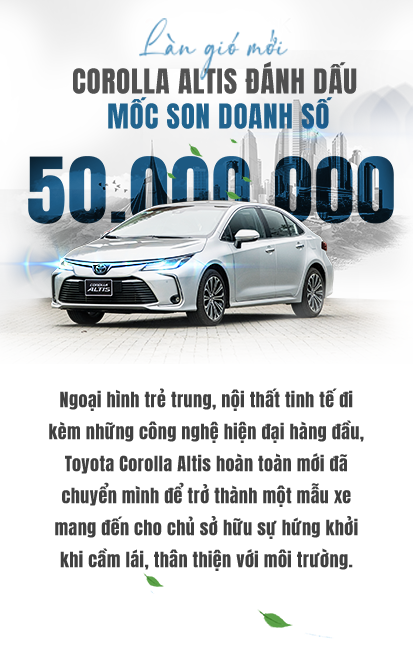 Làn gió mới
COROLLA ALTIS ĐÁNH DẤU
MỐC SON DOANH SỐ
50.000.000
COROLLA
ALTIS
Ngoại hình trẻ trung, nội thất tinh tế đi
kèm những công nghệ hiện đại hàng đầu,
Toyota Corolla Altis hoàn toàn mới đã
chuyển mình để trở thành một mẫu xe
mang đến cho chủ sở hữu sự hứng khởi
khi cầm lái, thân thiện với môi trường.